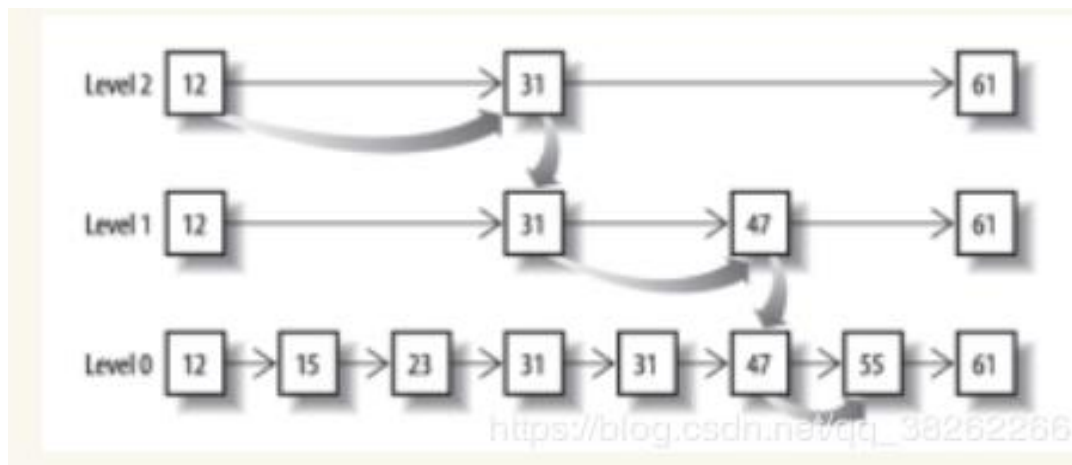 Level 2 12 31 61
Level 1 12 31 47 61
Level 0 12 15 23 31 31 47 55 61
https://blog.csdn.net/qq_38262266